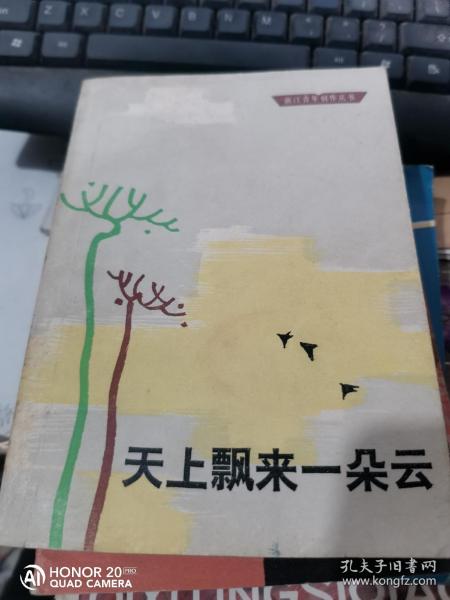 浙江青年创作丛书
天上飘来一朵云
AI HONOR 20 PRO
QUAD CAMERA
孔夫子旧书网
www.kongfz.com